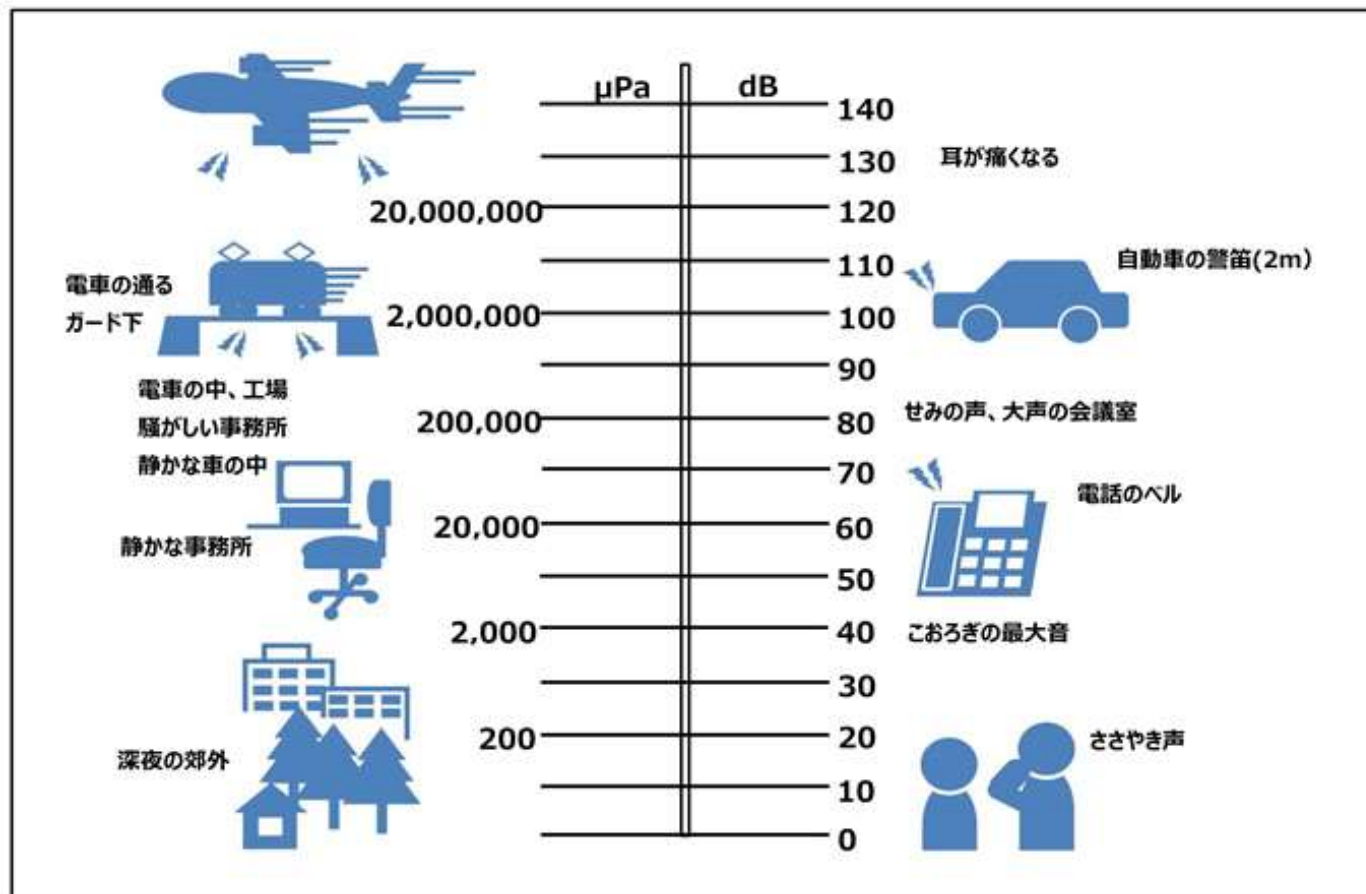 μPa
dB
140
130
耳が痛くなる
20,000,000
120
110
自動車の警笛(2m)
電車の通る
ガード下
2,000,000
100
90
電車の中、工場
騒がしい事務所
静かな車の中
200,000
80
せみの声、大声の会議室
70
電話のベル
20,000
60
静かな事務所
50
2,000
40
こおろぎの最大音
30
200
20
ささやき声
深夜の郊外
10
0